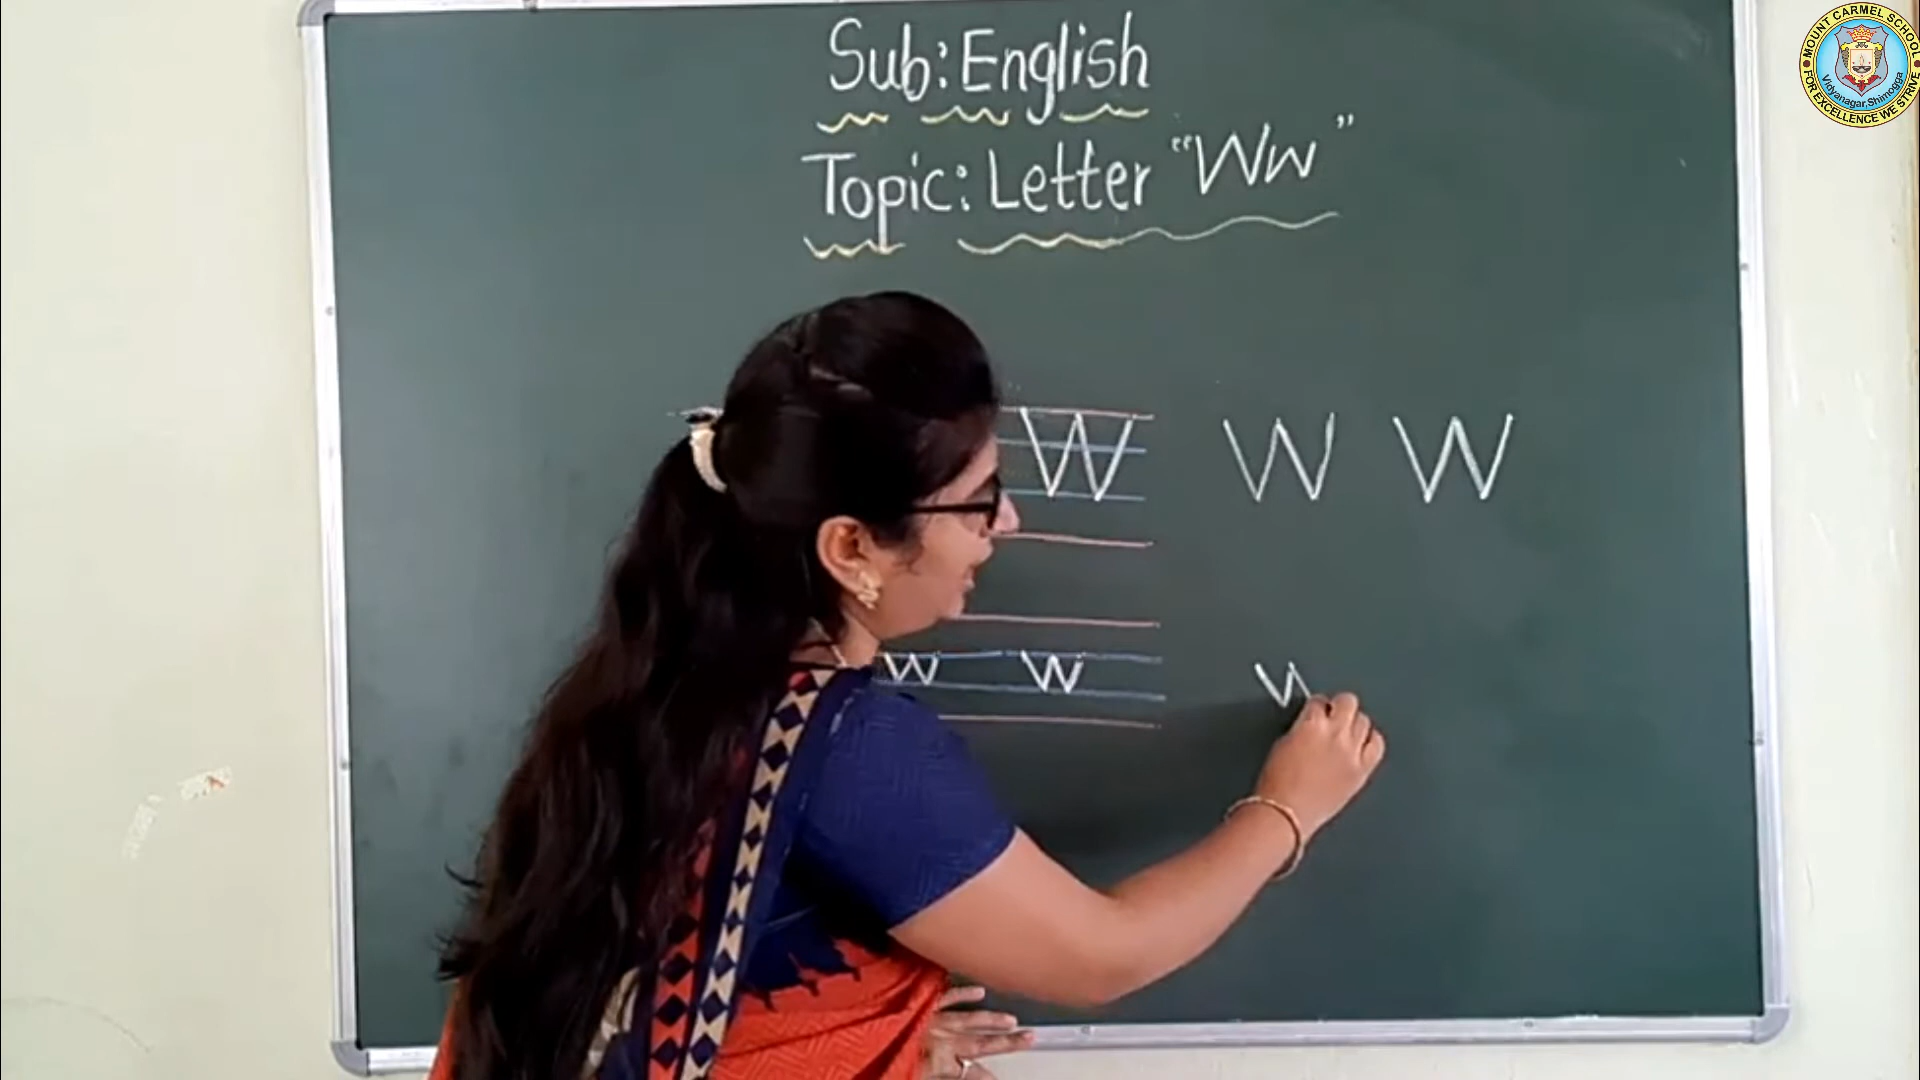 Sub: English
Topic: Letter "Ww"
W W W
w w w
MOUNT CARMEL SCHOOL
Vidyanagar, Shimogga
FOR EXCELLENCE WE STRIVE